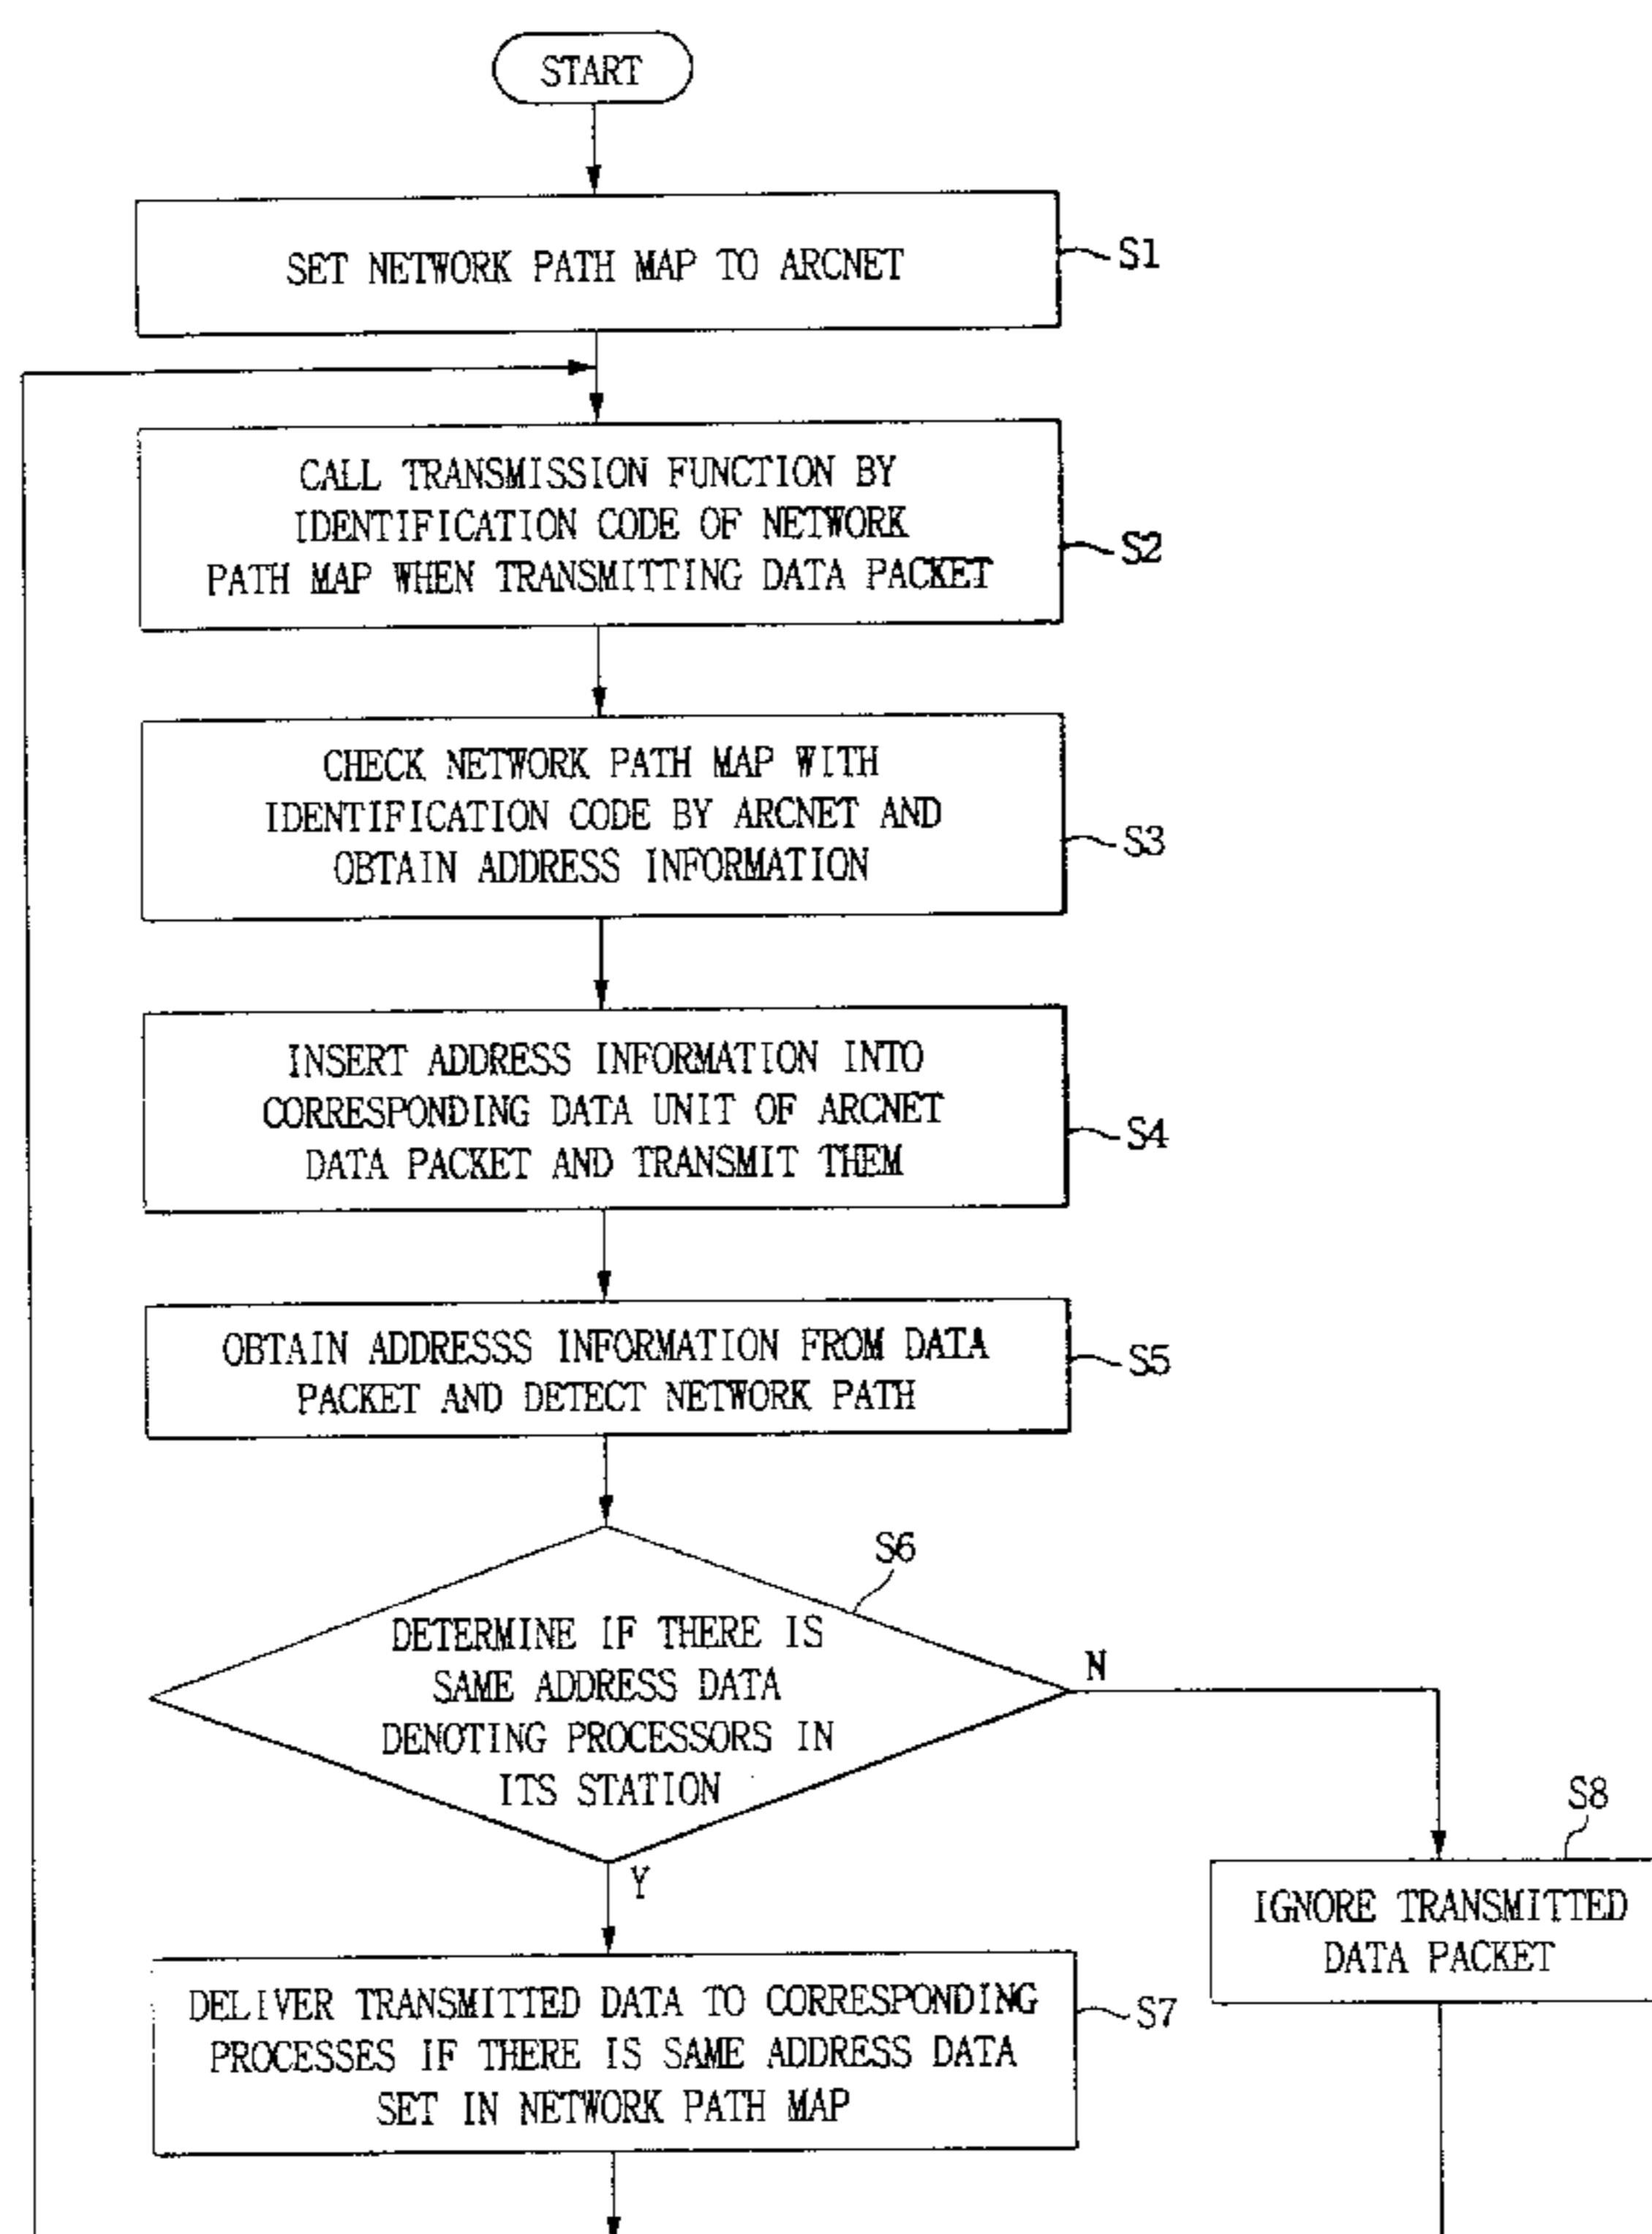 START
SET NETWORK PATH MAP TO ARCNET
S1
CALL TRANSMISSION FUNCTION BY
IDENTIFICATION CODE OF NETWORK
PATH MAP WHEN TRANSMITTING DATA PACKET
S2
CHECK NETWORK PATH MAP WITH
IDENTIFICATION CODE BY ARCNET AND
OBTAIN ADDRESS INFORMATION
S3
INSERT ADDRESS INFORMATION INTO
CORRESPONDING DATA UNIT OF ARCNET
DATA PACKET AND TRANSMIT THEM
S4
OBTAIN ADDRESSS INFORMATION FROM DATA
PACKET AND DETECT NETWORK PATH
S5
S6
DETERMINE IF THERE IS
SAME ADDRESS DATA
DENOTING PROCESSORS IN
ITS STATION
N
Y
S8
IGNORE TRANSMITTED
DATA PACKET
DELIVER TRANSMITTED DATA TO CORRESPONDING
PROCESSES IF THERE IS SAME ADDRESS DATA
SET IN NETWORK PATH MAP
S7